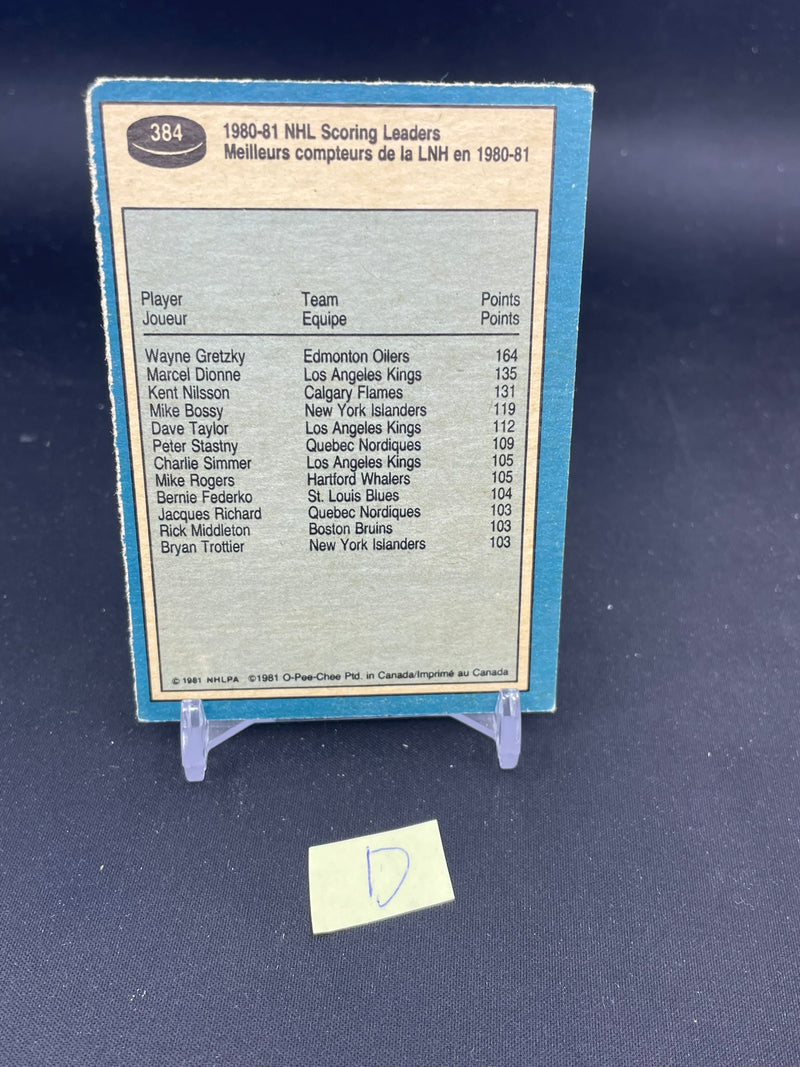 384
1980-81 NHL Scoring Leaders
Meilleurs compteurs de la LNH en 1980-81
Player Team Points
Joueur Equipe Points
Wayne Gretzky Edmonton Oilers 164
Marcel Dionne Los Angeles Kings 135
Kent Nilsson Calgary Flames 131
Mike Bossy New York Islanders 119
Dave Taylor Los Angeles Kings 112
Peter Stastny Quebec Nordiques 109
Charlie Simmer Los Angeles Kings 105
Mike Rogers Hartford Whalers 105
Bernie Federko St. Louis Blues 104
Jacques Richard Quebec Nordiques 103
Rick Middleton Boston Bruins 103
Bryan Trottier New York Islanders 103
© 1981 NHLPA ©1981 O-Pee-Chee Ptd. in Canada/Imprimé au Canada
D